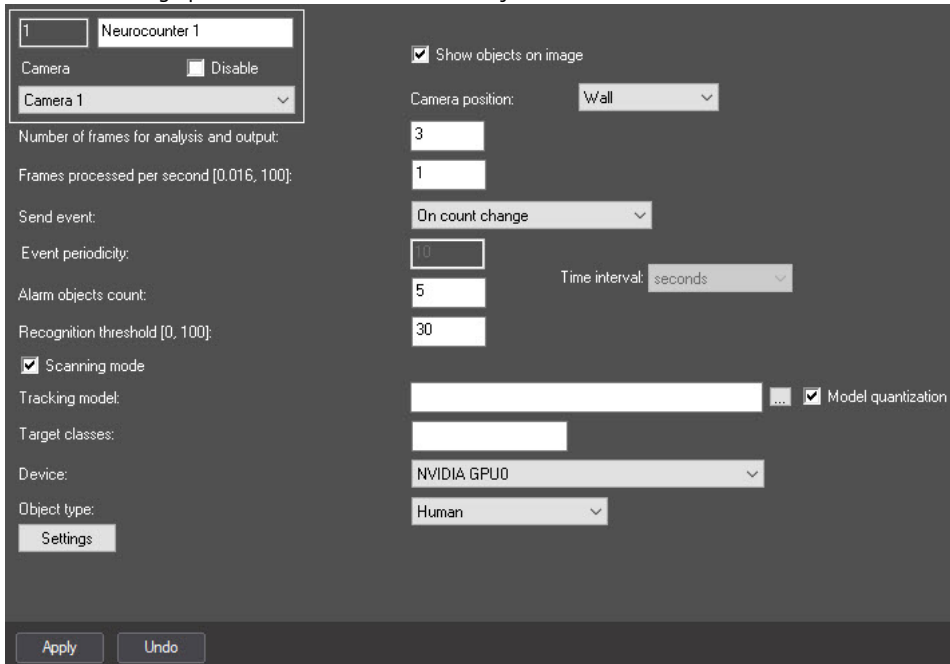 1 Neurocounter 1
Show objects on image
Camera Disable
Camera 1
Camera position: Wall
Number of frames for analysis and output: 3
Frames processed per second [0.016, 100]: 1
Send event: On count change
Event periodicity: 10
Time interval: seconds
Alarm objects count: 5
Recognition threshold [0, 100]: 30
Scanning mode
Tracking model: ... Model quantization
Target classes:
Device: NVIDIA GPU0
Object type: Human
Settings
Apply Undo